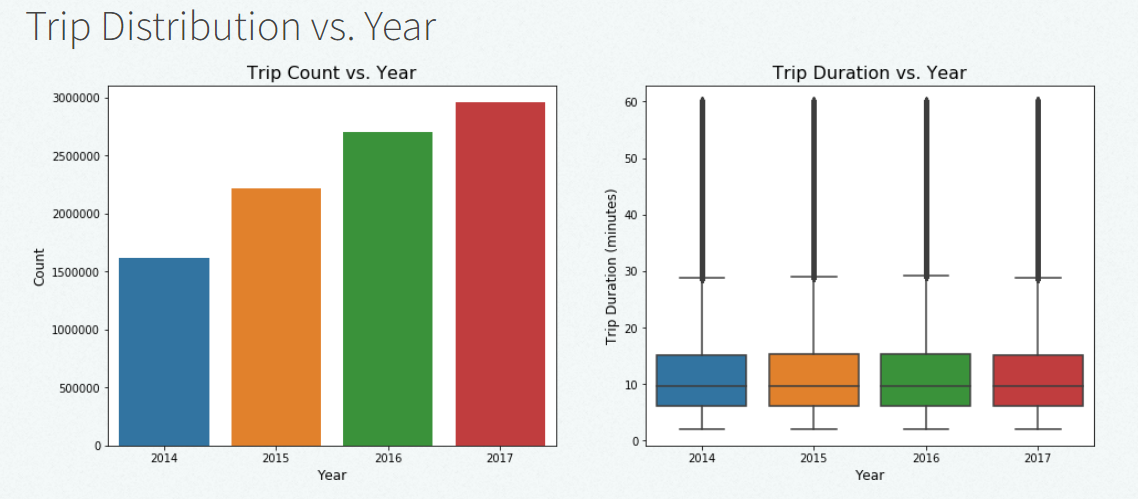 Trip Distribution vs. Year
Trip Count vs. Year
3000000
2500000
2000000
1500000
1000000
500000
0
Count
2014 2015 2016 2017
Year
Trip Duration vs. Year
60
50
40
30
20
10
0
Trip Duration (minutes)
2014 2015 2016 2017
Year